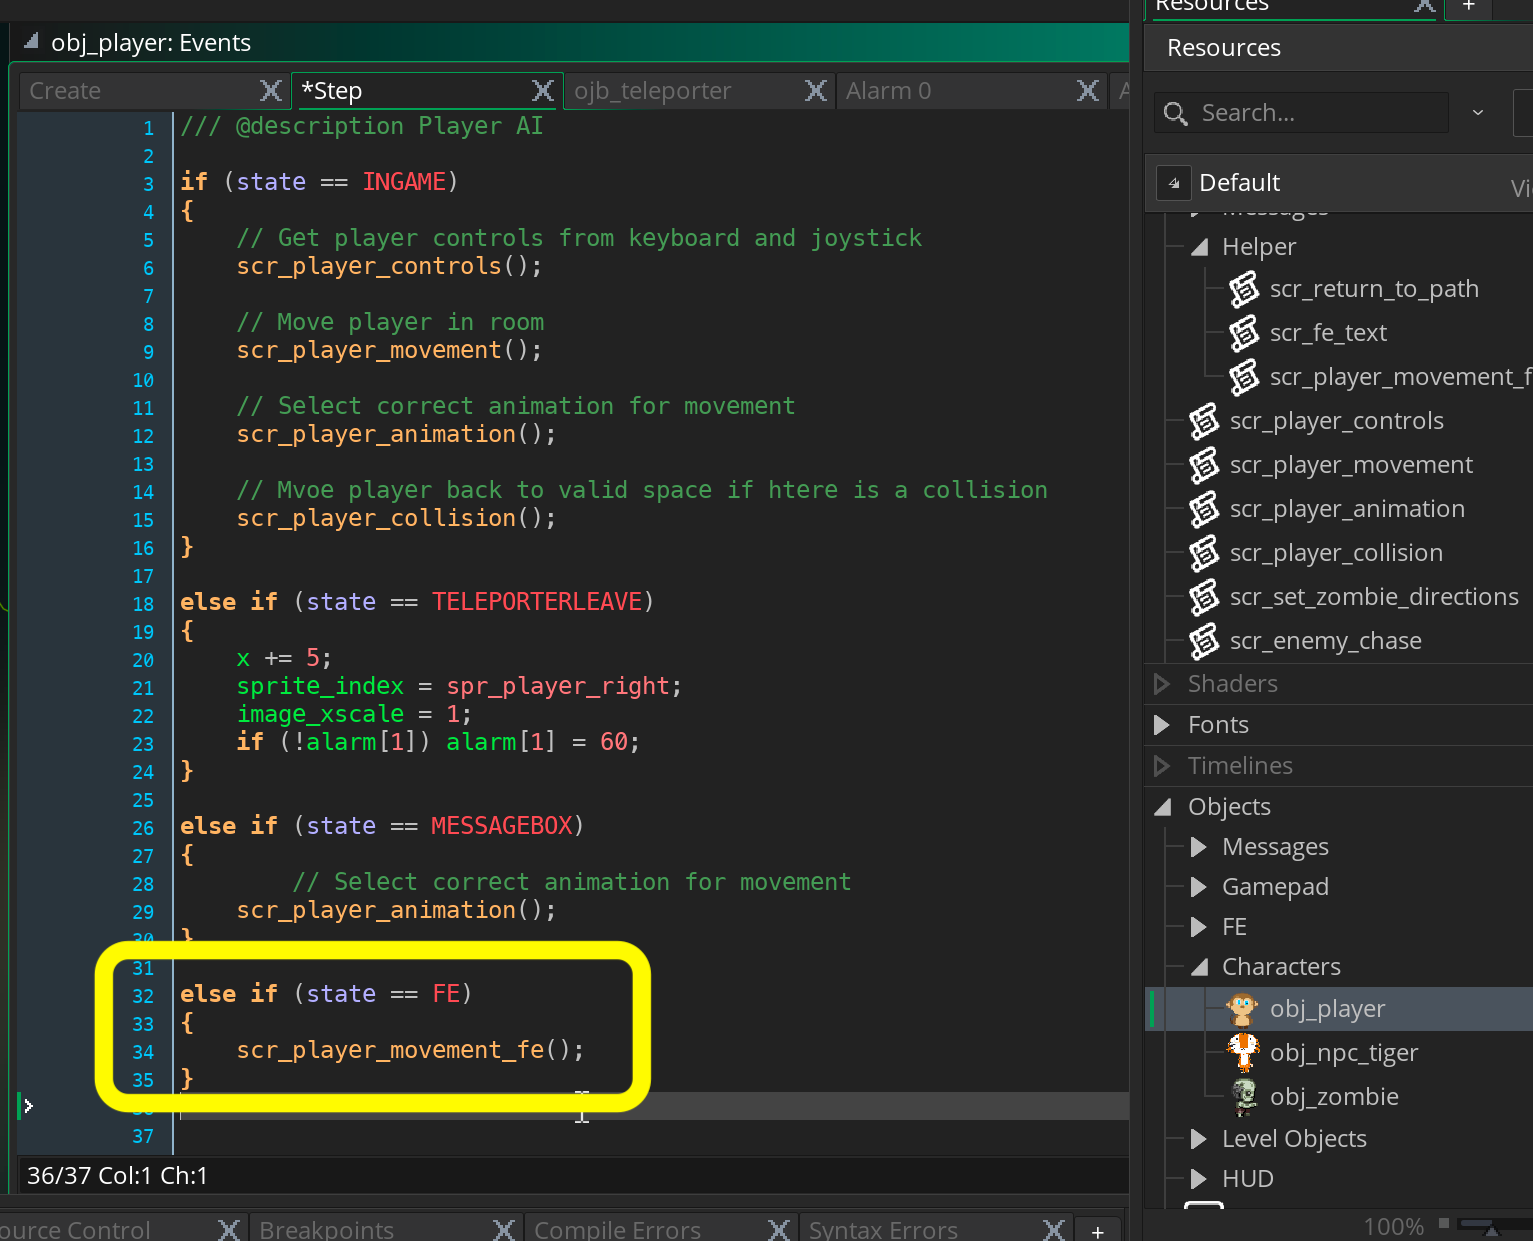 obj_player: Events
Create
*Step
ojb_teleporter
Alarm 0
A
1 /// @description Player AI
2
3 if (state == INGAME)
4 {
5 // Get player controls from keyboard and joystick
6 scr_player_controls();
7
8 // Move player in room
9 scr_player_movement();
10
11 // Select correct animation for movement
12 scr_player_animation();
13
14 // Mvoe player back to valid space if htere is a collision
15 scr_player_collision();
16 }
17
18 else if (state == TELEPORTERLEAVE)
19 {
20 x += 5;
21 sprite_index = spr_player_right;
22 image_xscale = 1;
23 if (!alarm[1]) alarm[1] = 60;
24 }
25
26 else if (state == MESSAGEBOX)
27 {
28 // Select correct animation for movement
29 scr_player_animation();
30 }
31
32 else if (state == FE)
33 {
34 scr_player_movement_fe();
35 }
36
37
36/37 Col:1 Ch:1
ource Control
Breakpoints
Compile Errors
Syntax Errors
+
Resources
+
Resources
Search...
Default
Vi
Messages
Helper
scr_return_to_path
scr_fe_text
scr_player_movement_f
scr_player_controls
scr_player_movement
scr_player_animation
scr_player_collision
scr_set_zombie_directions
scr_enemy_chase
Shaders
Fonts
Timelines
Objects
Messages
Gamepad
FE
Characters
obj_player
obj_npc_tiger
obj_zombie
Level Objects
HUD
100%